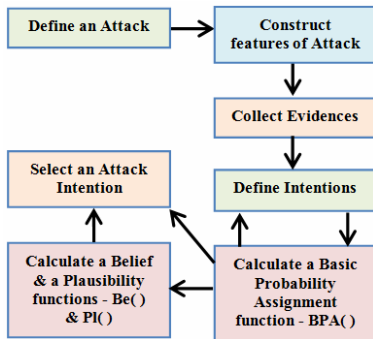 Define an Attack
Construct
features of Attack
Collect Evidences
Define Intentions
Calculate a Basic
Probability
Assignment
function - BPA( )
Calculate a Belief
& a Plausibility
functions - Be( )
& Pl( )
Select an Attack
Intention